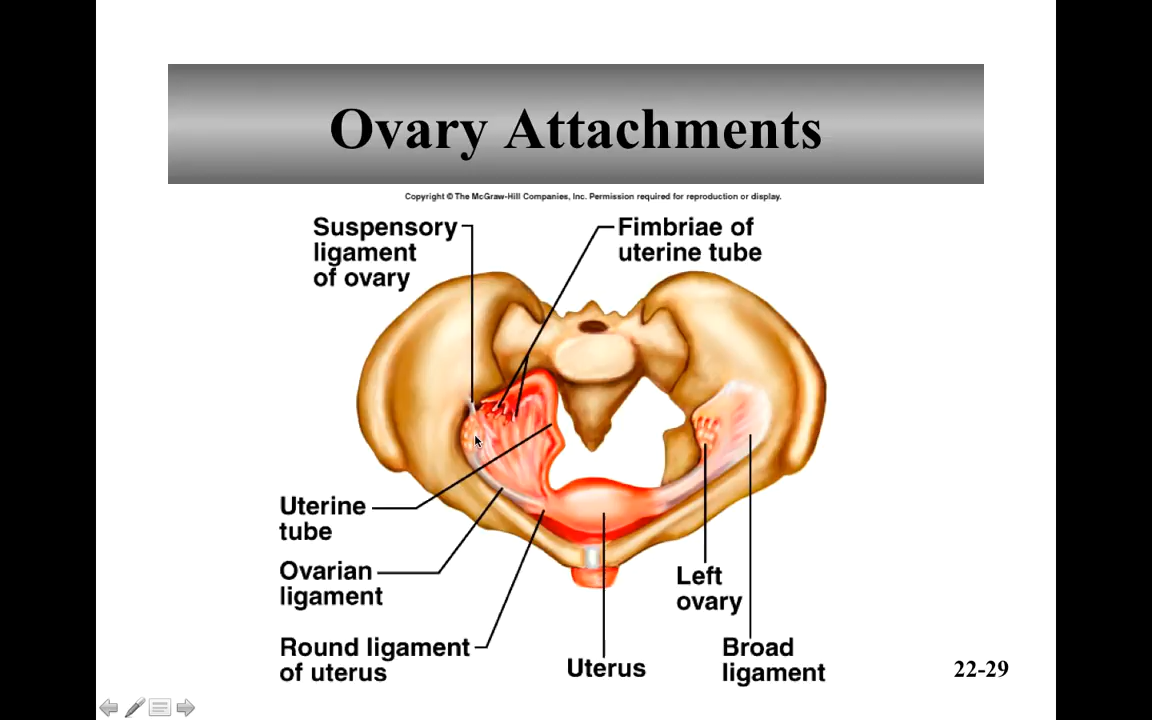 Ovary Attachments
Copyright © The McGraw-Hill Companies, Inc. Permission required for reproduction or display.
Suspensory
ligament
of ovary
Fimbriae of
uterine tube
Uterine
tube
Ovarian
ligament
Round ligament
of uterus
Uterus
Left
ovary
Broad
ligament
22-29